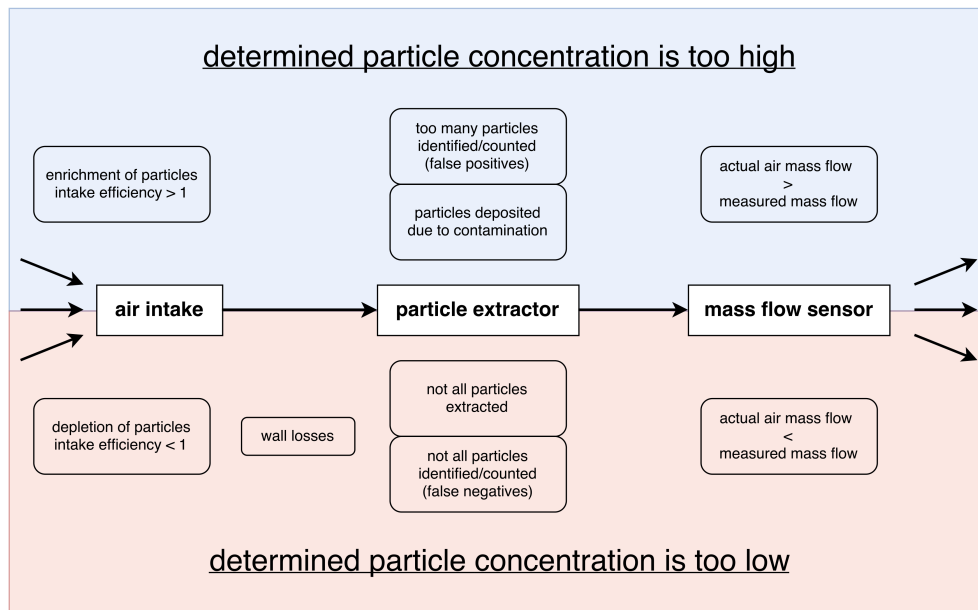 determined particle concentration is too high
too many particles
identified/counted
(false positives)
enrichment of particles
intake efficiency > 1
actual air mass flow
>
measured mass flow
particles deposited
due to contamination
air intake
particle extractor
mass flow sensor
not all particles
extracted
depletion of particles
intake efficiency < 1
wall losses
actual air mass flow
<
measured mass flow
not all particles
identified/counted
(false negatives)
determined particle concentration is too low